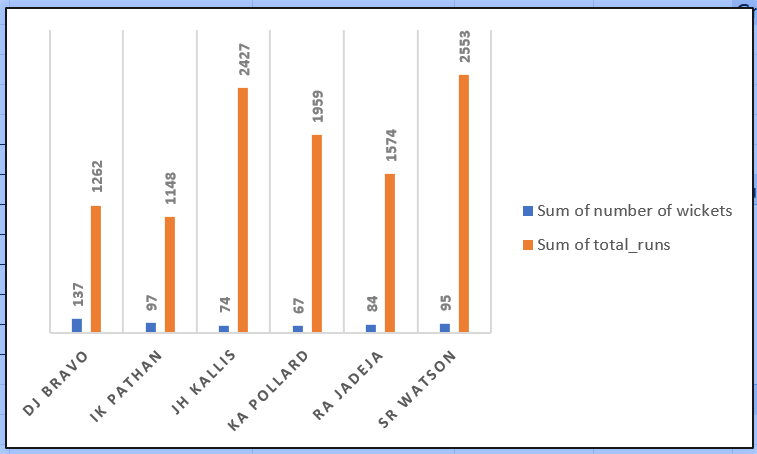 137
1262
97
1148
74
2427
67
1959
84
1574
95
2553
DJ BRAVO
IK PATHAN
JH KALLIS
KA POLLARD
RA JADEJA
SR WATSON
Sum of number of wickets
Sum of total_runs